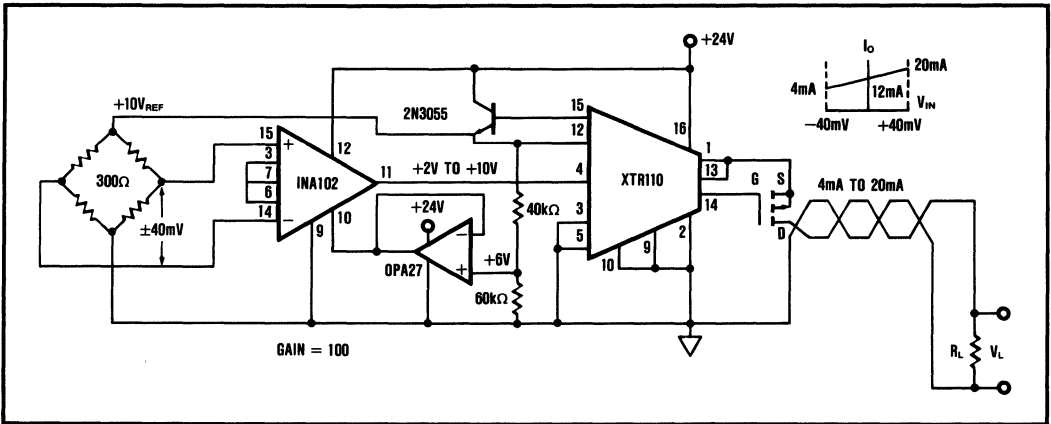 +24V
I_O
20mA
4mA
12mA
V_IN
−40mV
+40mV
+10V_REF
2N3055
15
12
16
1
13
14
4
3
5
10
9
2
XTR110
300Ω
±40mV
15
3
7
6
14
+
−
INA102
12
11
10
9
+2V TO +10V
+24V
−
+
OPA27
+6V
40kΩ
60kΩ
G
S
D
4mA TO 20mA
R_L
V_L
GAIN = 100